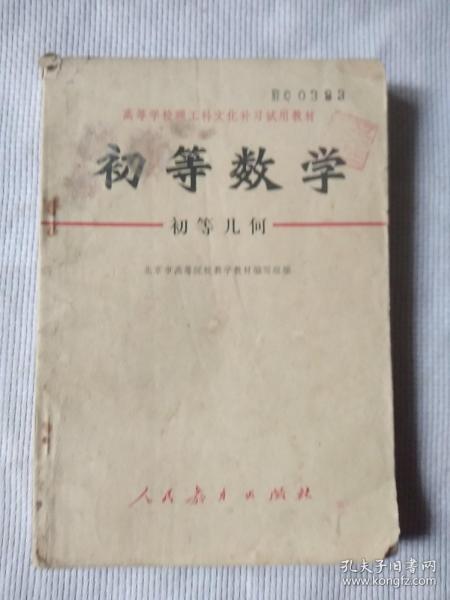 BC 0393
高等学校理工科文化补习试用教材
初等数学
初等几何
北京市高等院校数学教材编写组编
人民教育出版社
孔夫子旧书网
www.kongfz.com